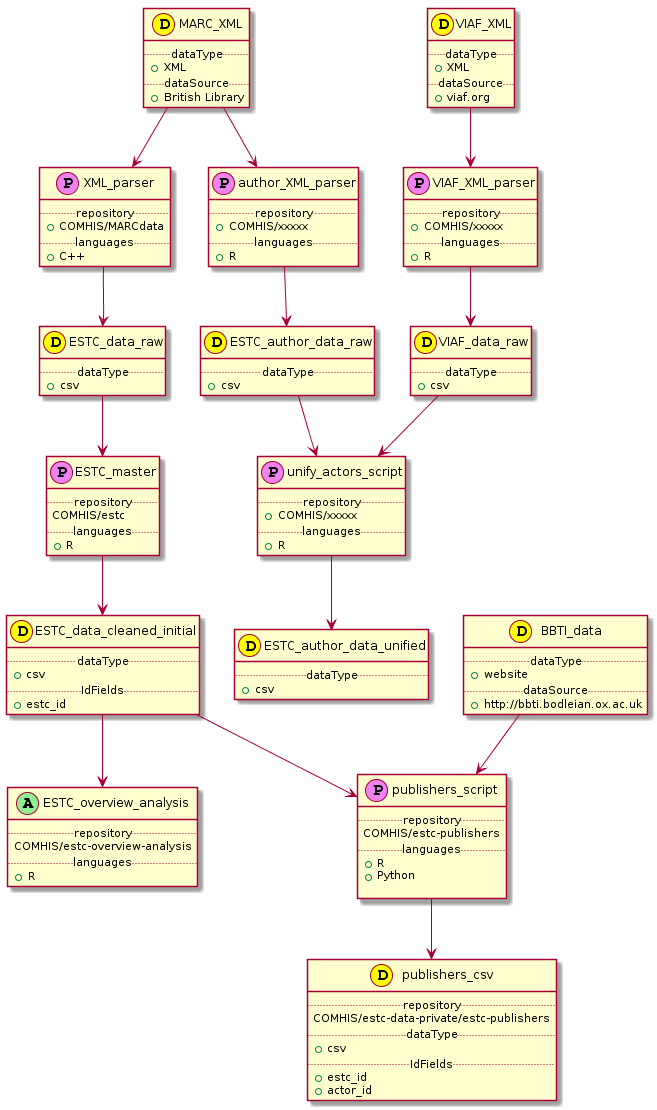 D MARC_XML
dataType
XML
dataSource
British Library
D VIAF_XML
dataType
XML
dataSource
viaf.org
P XML_parser
repository
COMHIS/MARCdata
languages
C++
P author_XML_parser
repository
COMHIS/xxxxx
languages
R
P VIAF_XML_parser
repository
COMHIS/xxxxx
languages
R
D ESTC_data_raw
dataType
csv
D ESTC_author_data_raw
dataType
csv
D VIAF_data_raw
dataType
csv
P ESTC_master
repository
COMHIS/estc
languages
R
P unify_actors_script
repository
COMHIS/xxxxx
languages
R
D ESTC_data_cleaned_initial
dataType
csv
IdFields
estc_id
D ESTC_author_data_unified
dataType
csv
D BBTI_data
dataType
website
dataSource
http://bbti.bodleian.ox.ac.uk
A ESTC_overview_analysis
repository
COMHIS/estc-overview-analysis
languages
R
P publishers_script
repository
COMHIS/estc-publishers
languages
R
Python
D publishers_csv
repository
COMHIS/estc-data-private/estc-publishers
dataType
csv
IdFields
estc_id
actor_id